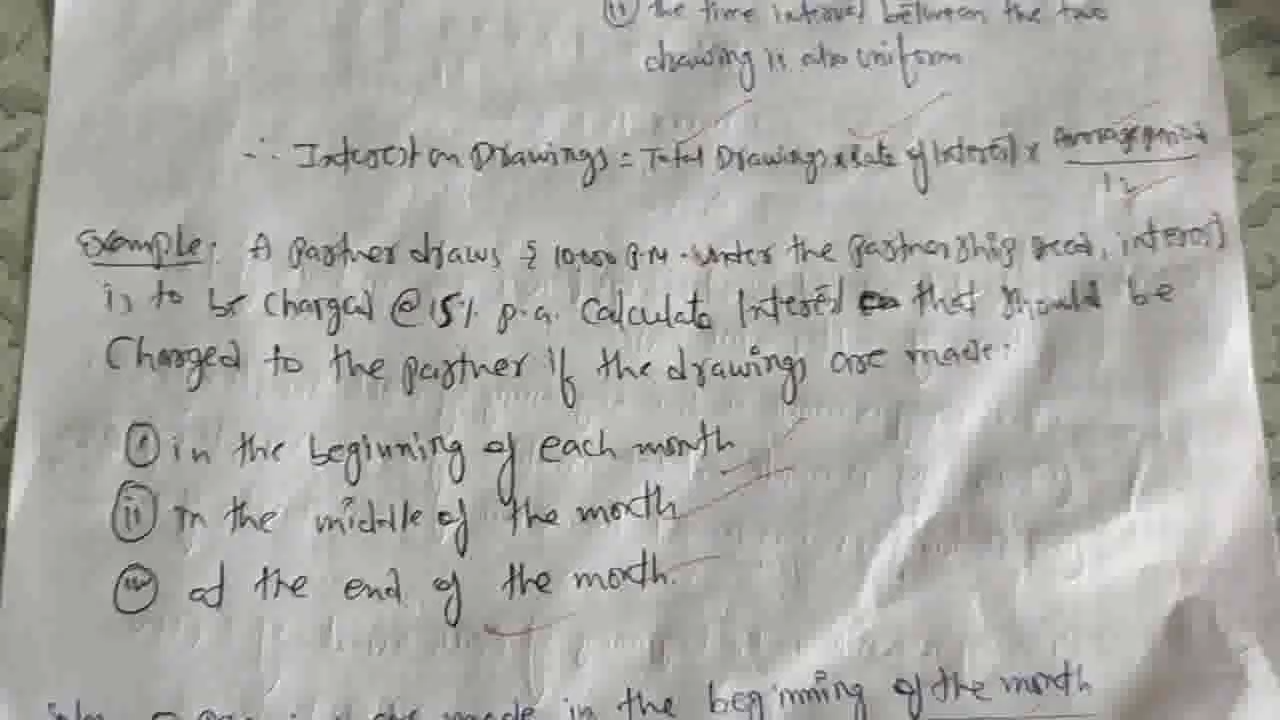 (ii) the time interval between the two
drawing is also uniform
∴ Interest on Drawings = Total Drawings x Rate of Interest x Average period
12
Example: A partner draws ₹ 10,000 P.M. Under the partnership deed, interest
is to be charged @ 15% p.a. Calculate Interest that should be
Charged to the partner if the drawings are made:
(i) in the beginning of each month
(ii) in the middle of the month
(iii) at the end of the month.
made in the beginning of the month